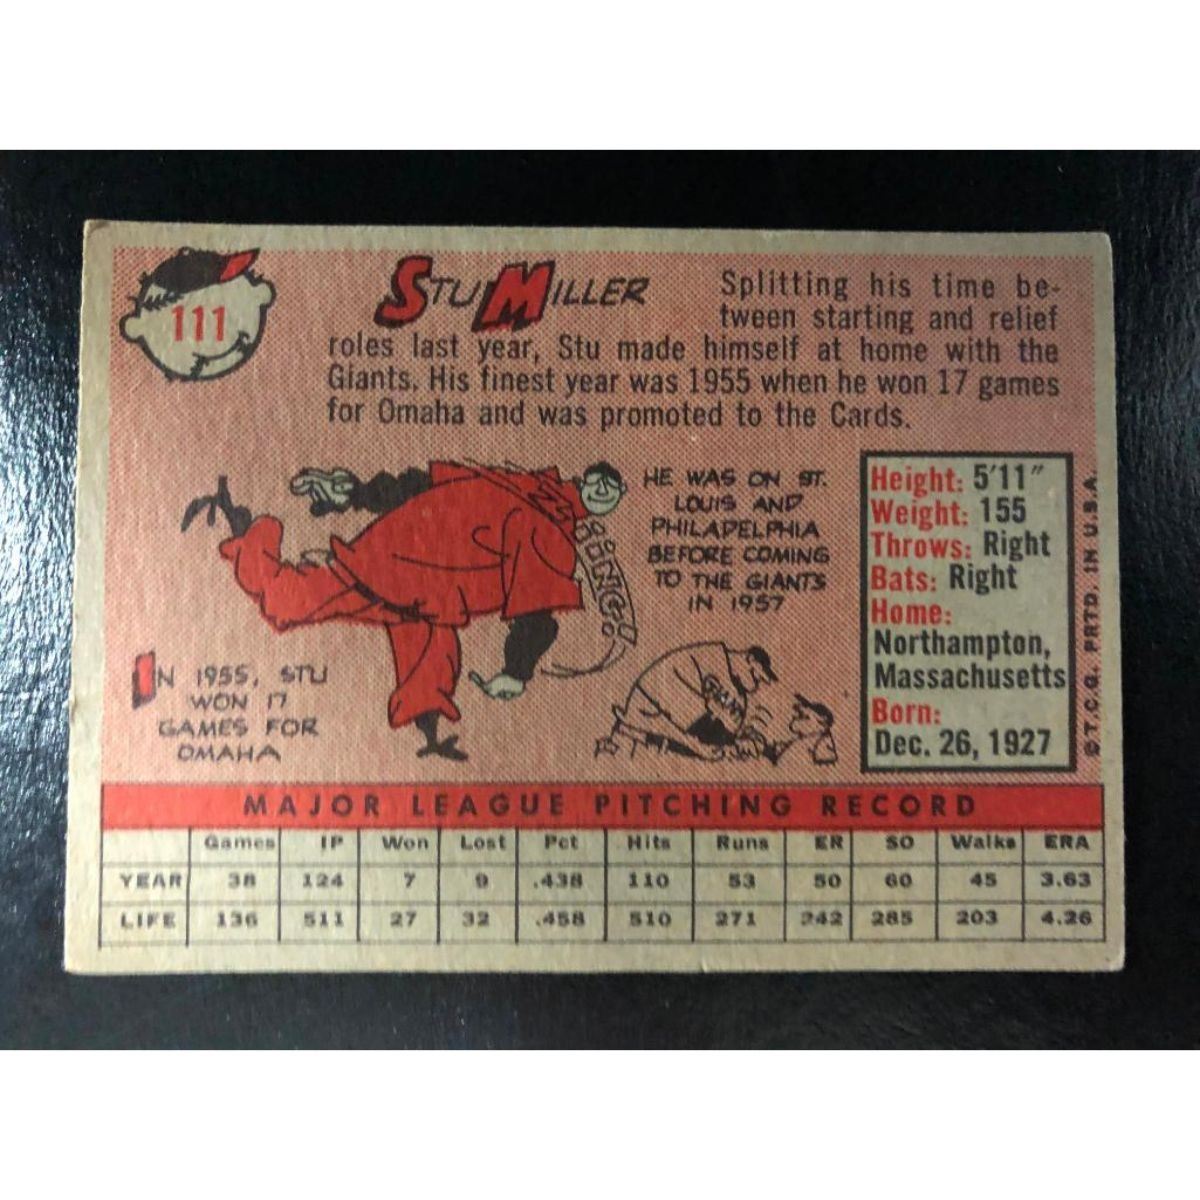 111
STU MILLER
Splitting his time be-
tween starting and relief
roles last year, Stu made himself at home with the
Giants. His finest year was 1955 when he won 17 games
for Omaha and was promoted to the Cards.
HE WAS ON ST.
LOUIS AND
PHILADELPHIA
BEFORE COMING
TO THE GIANTS
IN 1957
IN 1955, STU
WON 17
GAMES FOR
OMAHA
GIANTS
Height: 5'11"
Weight: 155
Throws: Right
Bats: Right
Home:
Northampton,
Massachusetts
Born:
Dec. 26, 1927
©T.C.G. PRTD. IN U.S.A.
MAJOR LEAGUE PITCHING RECORD
Games IP Won Lost Pct Hits Runs ER SO Walks ERA
YEAR 38 124 7 9 .438 110 53 50 60 45 3.63
LIFE 136 511 27 32 .458 510 271 242 285 203 4.26